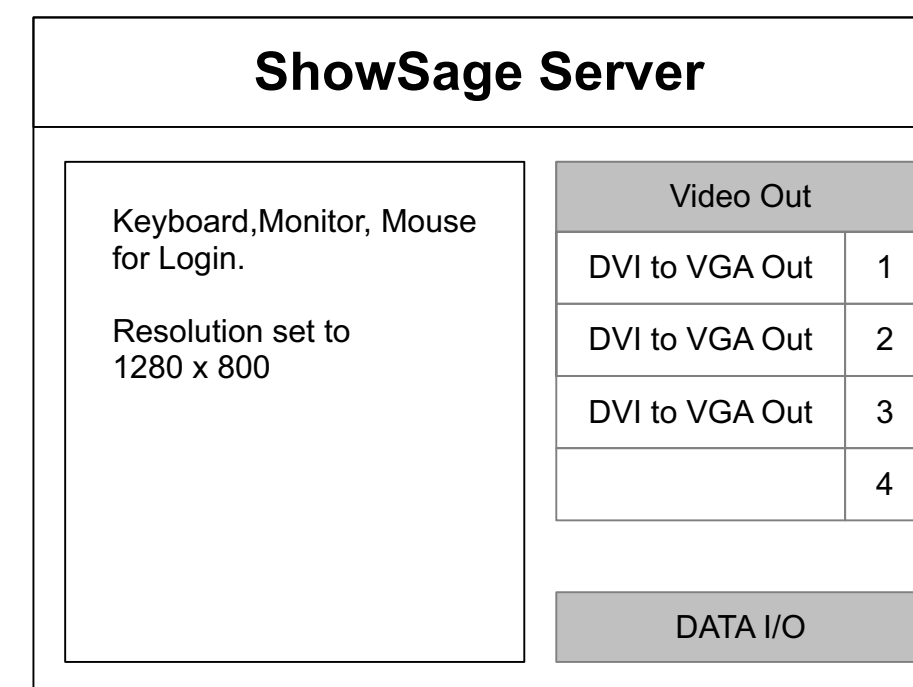 ShowSage Server
Keyboard,Monitor, Mouse
for Login.
Resolution set to
1280 x 800
Video Out
DVI to VGA Out 1
DVI to VGA Out 2
DVI to VGA Out 3
4
DATA I/O